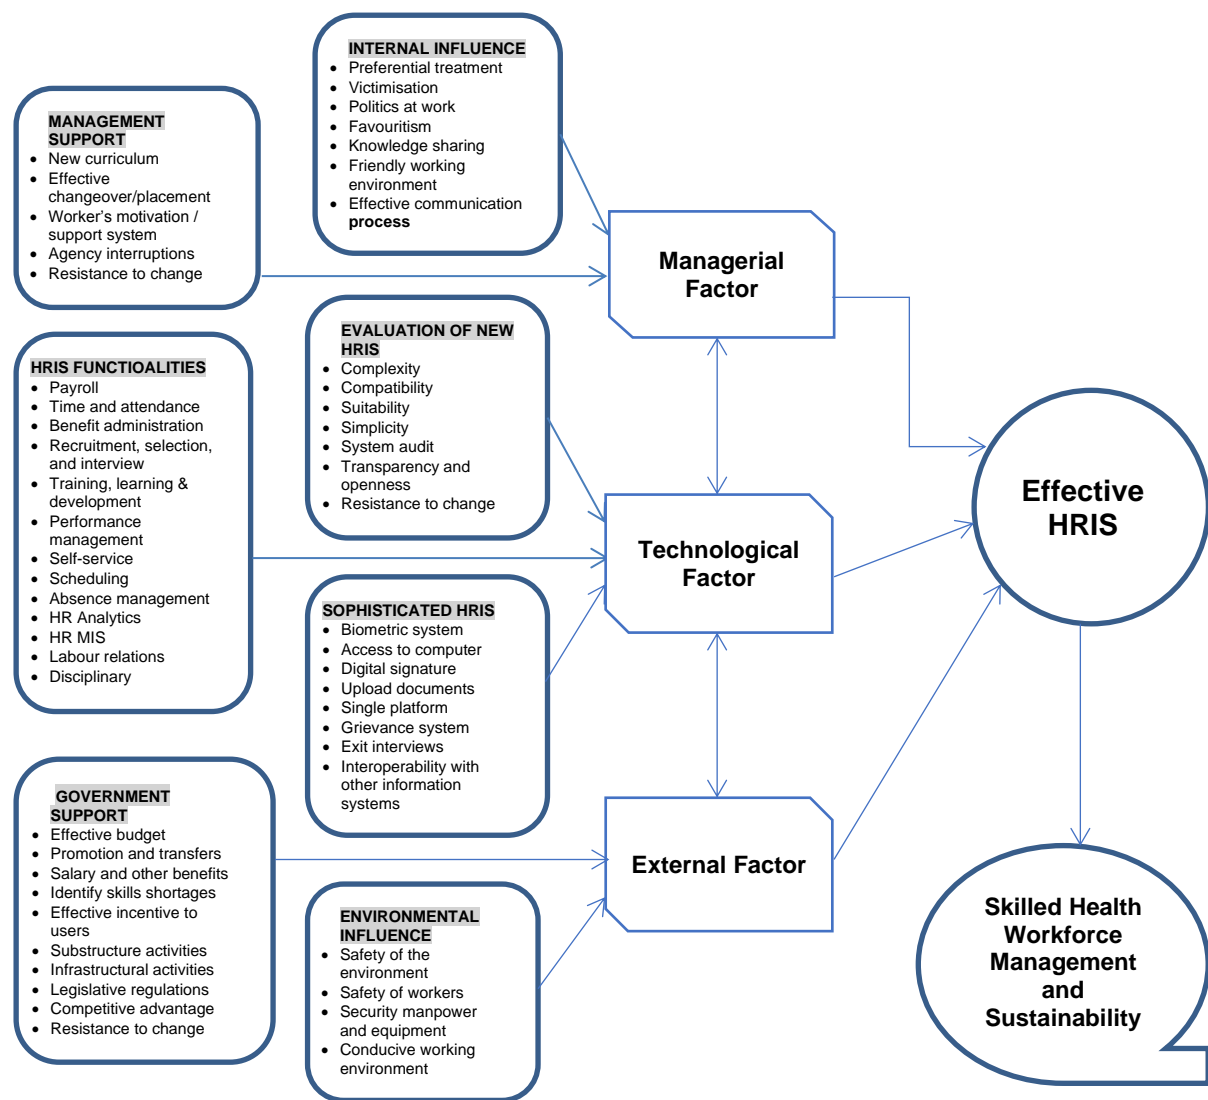 INTERNAL INFLUENCE
Preferential treatment
Victimisation
Politics at work
Favouritism
Knowledge sharing
Friendly working
environment
Effective communication
process
MANAGEMENT
SUPPORT
New curriculum
Effective
changeover/placement
Worker's motivation /
support system
Agency interruptions
Resistance to change
Managerial
Factor
EVALUATION OF NEW
HRIS
Complexity
Compatibility
Suitability
Simplicity
System audit
Transparency and
openness
Resistance to change
HRIS FUNCTIOALITIES
Payroll
Time and attendance
Benefit administration
Recruitment, selection,
and interview
Training, learning &
development
Performance
management
Self-service
Scheduling
Absence management
HR Analytics
HR MIS
Labour relations
Disciplinary
Technological
Factor
Effective
HRIS
SOPHISTICATED HRIS
Biometric system
Access to computer
Digital signature
Upload documents
Single platform
Grievance system
Exit interviews
Interoperability with
other information
systems
GOVERNMENT
SUPPORT
Effective budget
Promotion and transfers
Salary and other benefits
Identify skills shortages
Effective incentive to
users
Substructure activities
Infrastructural activities
Legislative regulations
Competitive advantage
Resistance to change
External Factor
ENVIRONMENTAL
INFLUENCE
Safety of the
environment
Safety of workers
Security manpower
and equipment
Conducive working
environment
Skilled Health
Workforce
Management
and
Sustainability